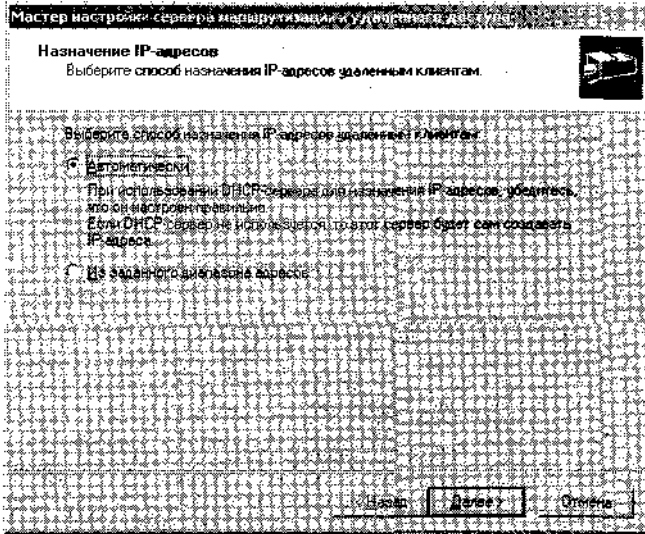 Мастер настройки сервера маршрутизации и удаленного доступа
Назначение IP-адресов
Выберите способ назначения IP-адресов удаленным клиентам.
Выберите способ назначения IP-адресов удаленным клиентам:
Автоматически
При использовании DHCP-сервера для назначения IP-адресов, убедитесь,
что он настроен правильно.
Если DHCP-сервер не используется, то этот сервер будет сам создавать
IP-адреса.
Из заданного диапазона адресов
< Назад
Далее >
Отмена